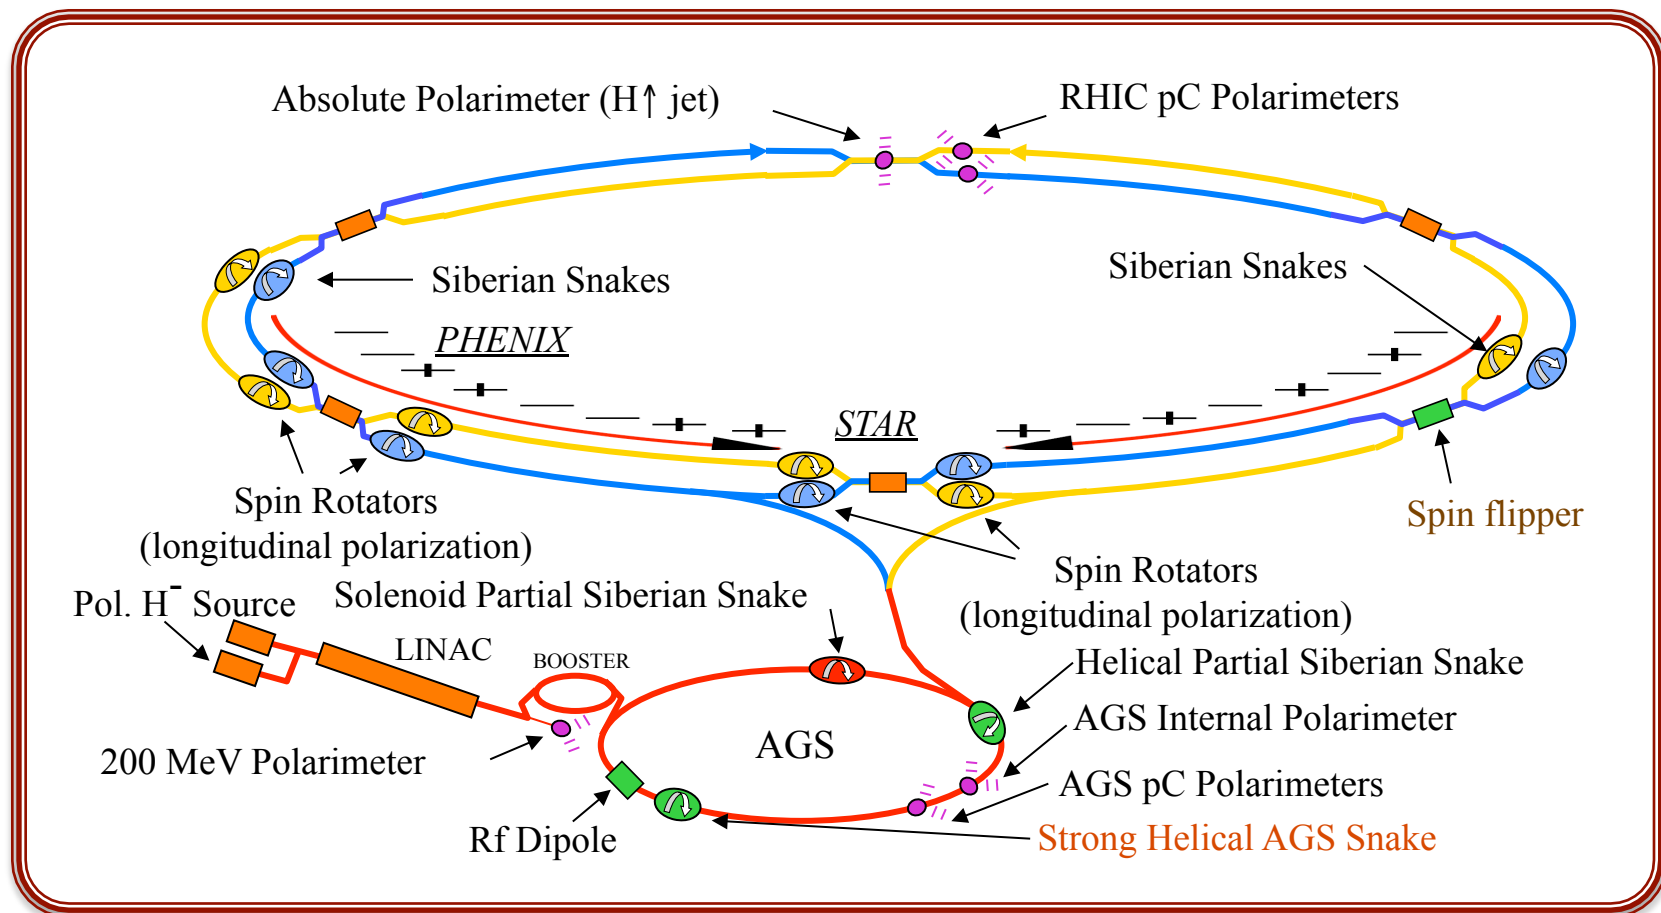 Absolute Polarimeter (H↑ jet)
RHIC pC Polarimeters
Siberian Snakes
Siberian Snakes
PHENIX
STAR
Spin Rotators
(longitudinal polarization)
Spin flipper
Spin Rotators
(longitudinal polarization)
Solenoid Partial Siberian Snake
Pol. H⁻ Source
LINAC
BOOSTER
Helical Partial Siberian Snake
AGS Internal Polarimeter
AGS
200 MeV Polarimeter
AGS pC Polarimeters
Rf Dipole
Strong Helical AGS Snake